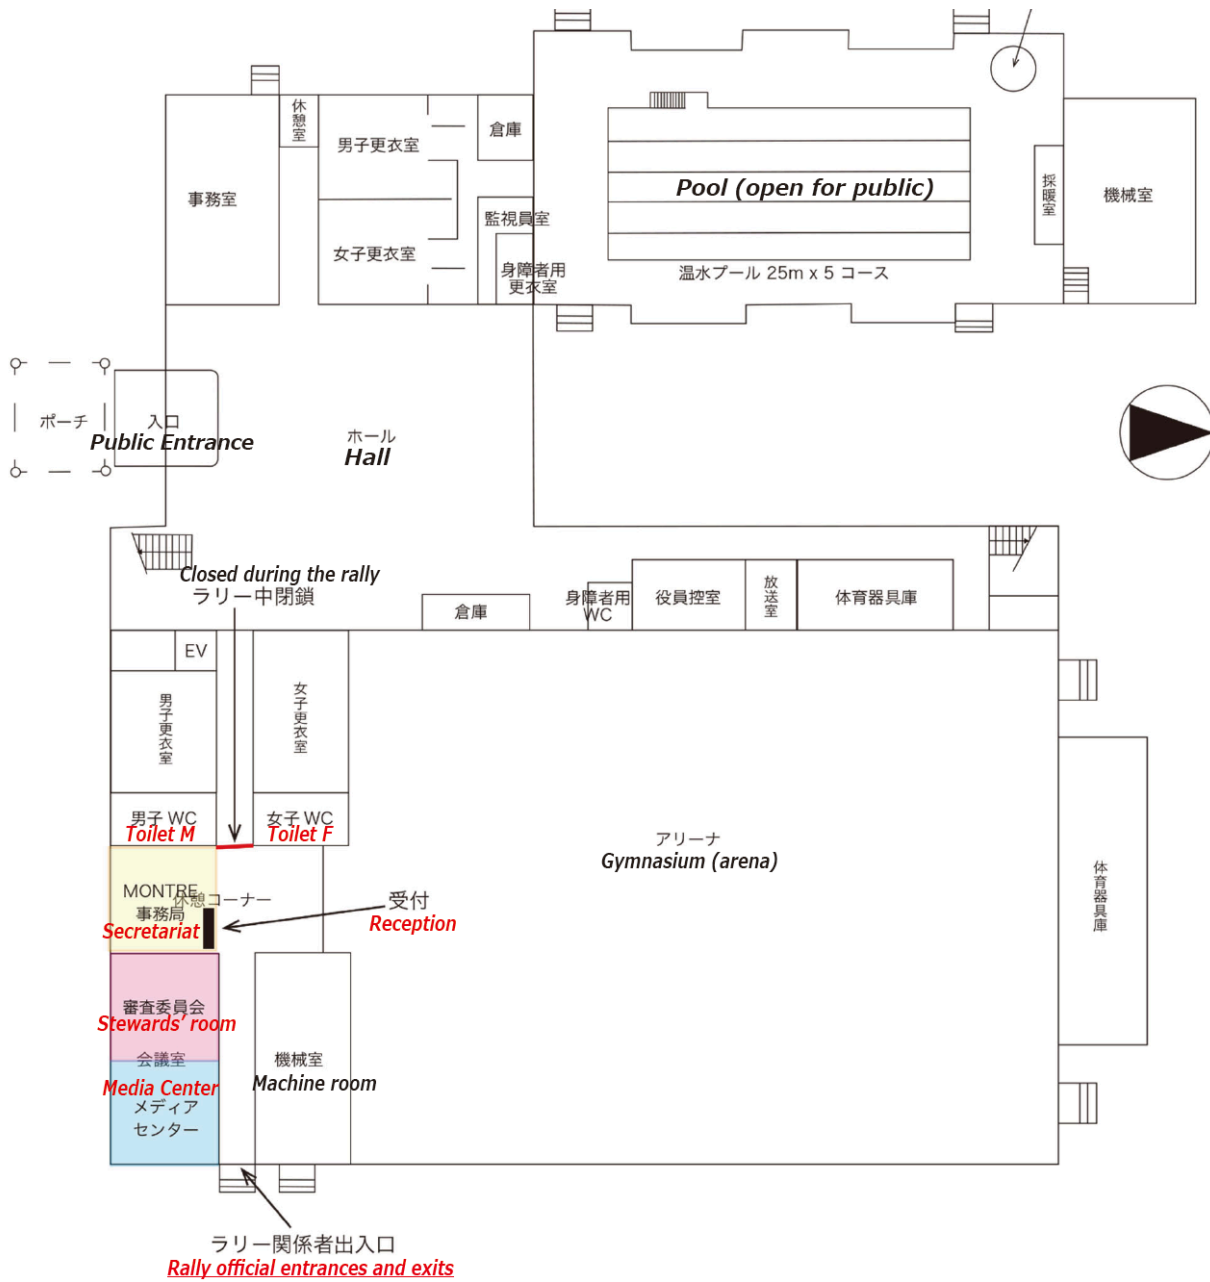 休憩室
男子更衣室
倉庫
事務室
監視員室
女子更衣室
身障者用
更衣室
Pool (open for public)
採暖室
機械室
温水プール 25m x 5 コース
ポーチ
入口
Public Entrance
ホール
Hall
Closed during the rally
ラリー中閉鎖
倉庫
身障者用
WC
役員控室
放送室
体育器具庫
EV
男子更衣室
女子更衣室
男子 WC
Toilet M
女子 WC
Toilet F
アリーナ
Gymnasium (arena)
体育器具庫
MONTRE
休憩コーナー
事務局
Secretariat
受付
Reception
審査委員会
Stewards' room
会議室
Media Center
メディア
センター
機械室
Machine room
ラリー関係者出入口
Rally official entrances and exits